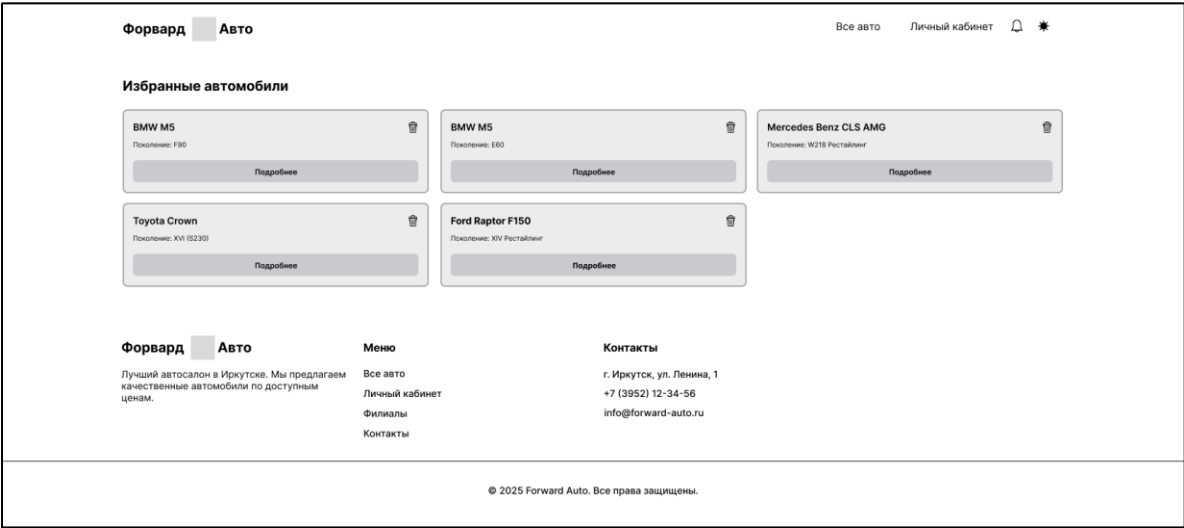 Форвард Авто
Все авто
Личный кабинет
Избранные автомобили
BMW M5
Поколение: F90
Подробнее
BMW M5
Поколение: E60
Подробнее
Mercedes Benz CLS AMG
Поколение: W218 Рестайлинг
Подробнее
Toyota Crown
Поколение: XVI (S230)
Подробнее
Ford Raptor F150
Поколение: XIV Рестайлинг
Подробнее
Форвард Авто
Лучший автосалон в Иркутске. Мы предлагаем
качественные автомобили по доступным
ценам.
Меню
Все авто
Личный кабинет
Филиалы
Контакты
Контакты
г. Иркутск, ул. Ленина, 1
+7 (3952) 12-34-56
info@forward-auto.ru
© 2025 Forward Auto. Все права защищены.